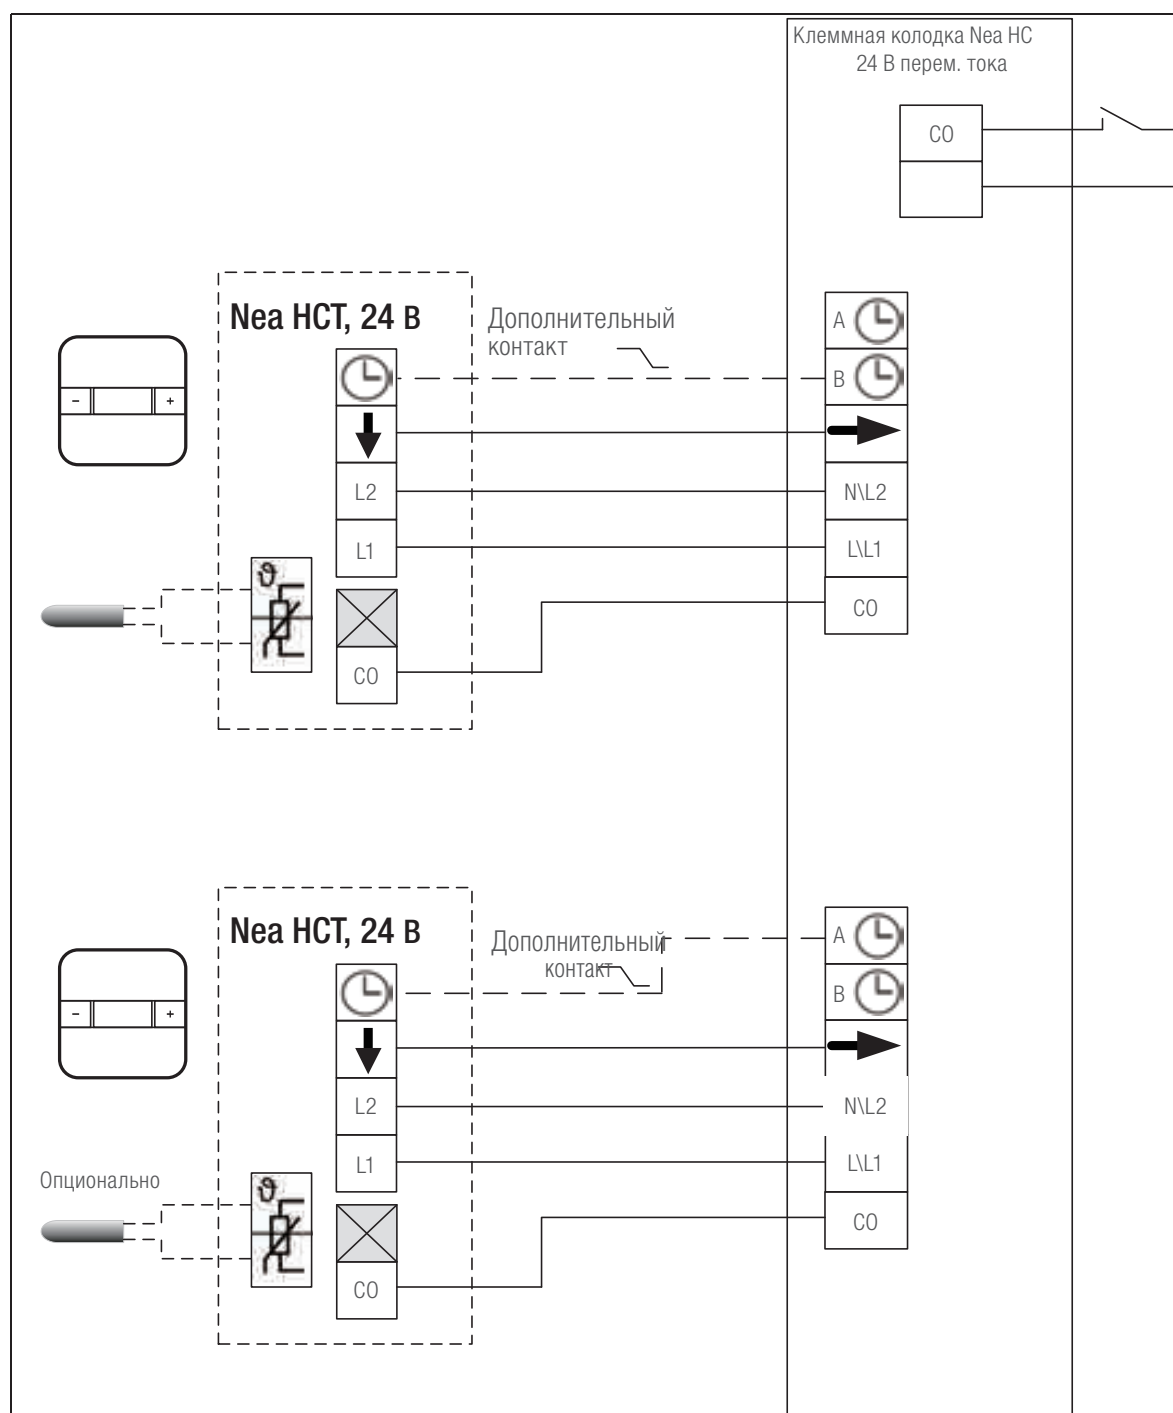 Клеммная колодка Nea HC
24 В перем. тока
CO
Nea HCT, 24 В
Дополнительный
контакт
A
B
- +
L2
N\L2
L1
L\L1
ϑ
CO
CO
Nea HCT, 24 В
Дополнительный
контакт
A
B
- +
L2
N\L2
L1
L\L1
Опционально
ϑ
CO
CO